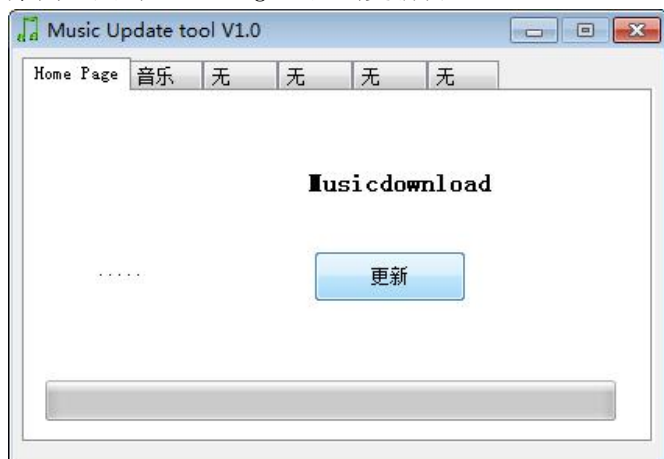 Music Update tool V1.0
Home Page 音乐 无 无 无 无
Musicdownload
..... 更新